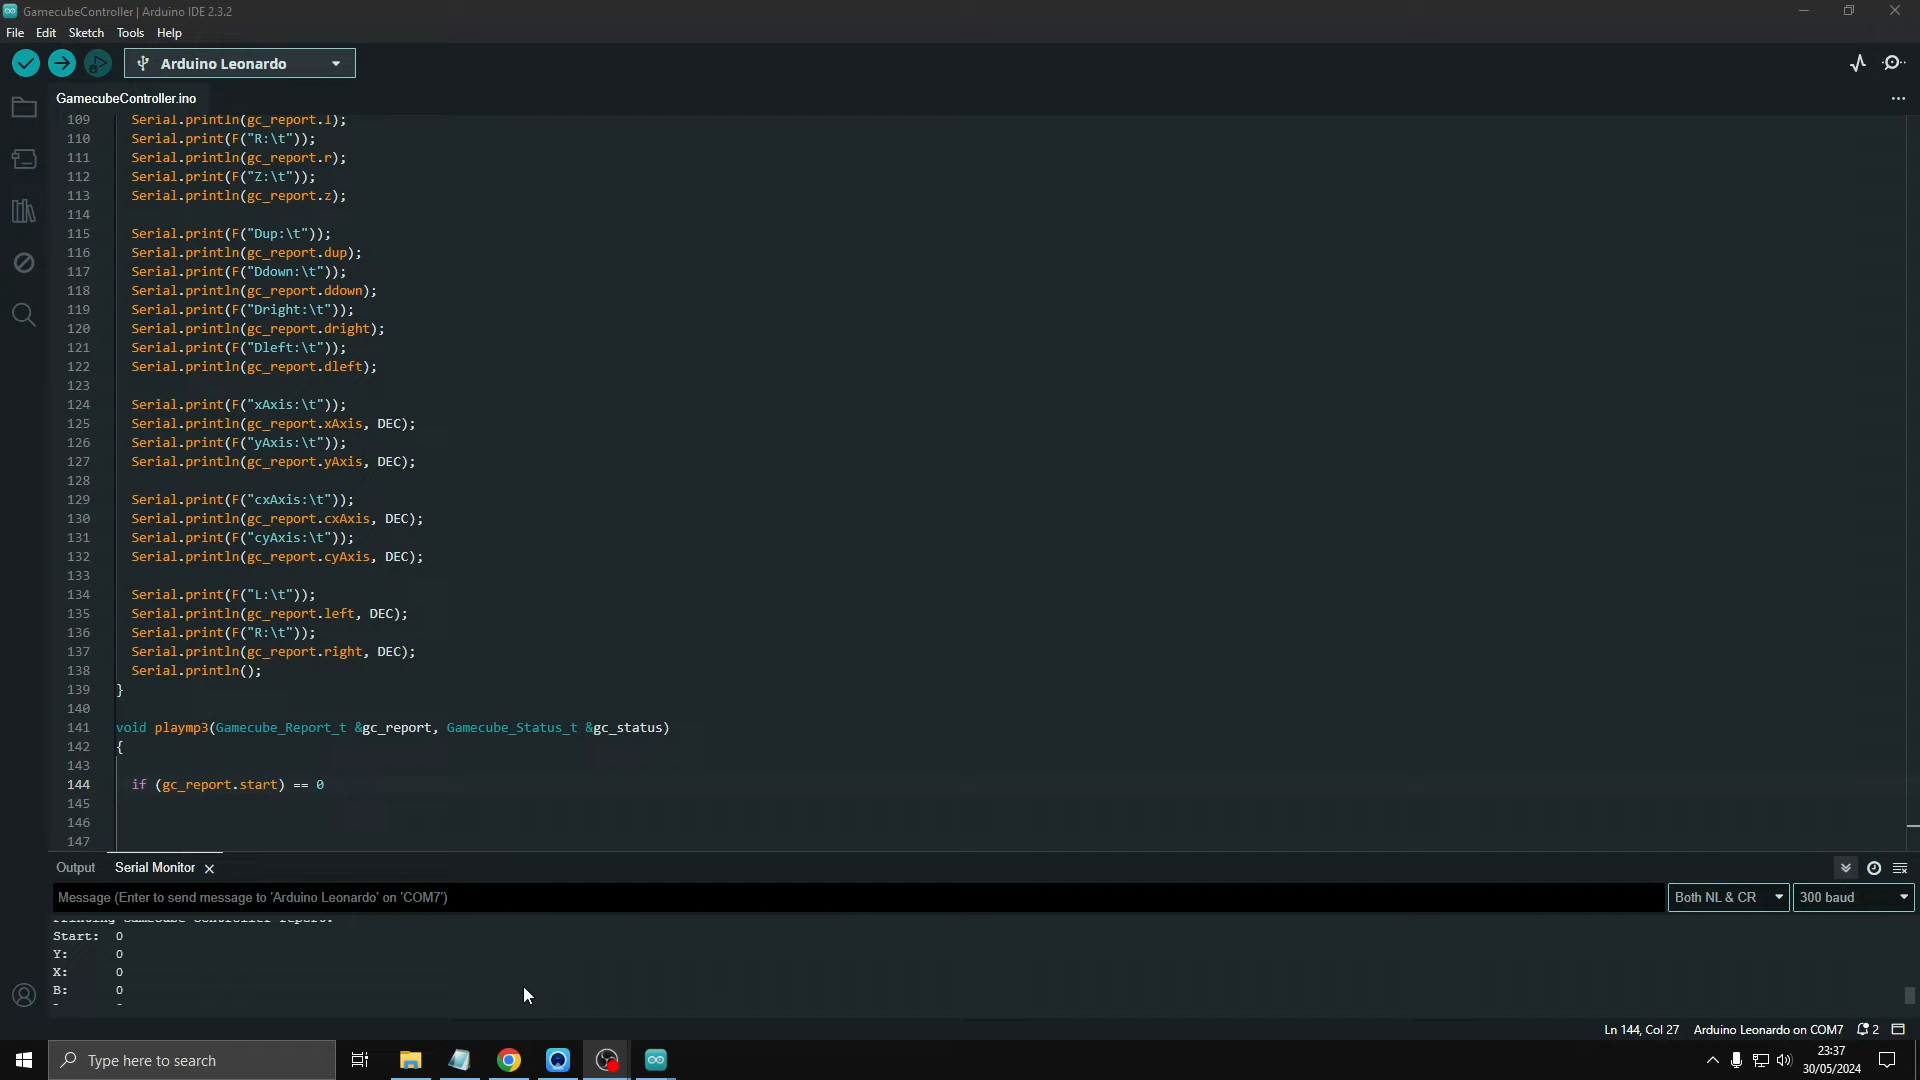 GamecubeController | Arduino IDE 2.3.2
File Edit Sketch Tools Help
Arduino Leonardo
GamecubeController.ino
109 Serial.println(gc_report.l);
110 Serial.print(F("R:\t"));
111 Serial.println(gc_report.r);
112 Serial.print(F("Z:\t"));
113 Serial.println(gc_report.z);
114
115 Serial.print(F("Dup:\t"));
116 Serial.println(gc_report.dup);
117 Serial.print(F("Ddown:\t"));
118 Serial.println(gc_report.ddown);
119 Serial.print(F("Dright:\t"));
120 Serial.println(gc_report.dright);
121 Serial.print(F("Dleft:\t"));
122 Serial.println(gc_report.dleft);
123
124 Serial.print(F("xAxis:\t"));
125 Serial.println(gc_report.xAxis, DEC);
126 Serial.print(F("yAxis:\t"));
127 Serial.println(gc_report.yAxis, DEC);
128
129 Serial.print(F("cxAxis:\t"));
130 Serial.println(gc_report.cxAxis, DEC);
131 Serial.print(F("cyAxis:\t"));
132 Serial.println(gc_report.cyAxis, DEC);
133
134 Serial.print(F("L:\t"));
135 Serial.println(gc_report.left, DEC);
136 Serial.print(F("R:\t"));
137 Serial.println(gc_report.right, DEC);
138 Serial.println();
139 }
140
141 void playmp3(Gamecube_Report_t &gc_report, Gamecube_Status_t &gc_status)
142 {
143
144 if (gc_report.start) == 0
145
146
147
Output Serial Monitor
Message (Enter to send message to 'Arduino Leonardo' on 'COM7') Both NL & CR 300 baud
Start: 0
Y: 0
X: 0
B: 0
Ln 144, Col 27 Arduino Leonardo on COM7 2
Type here to search
23:37
30/05/2024